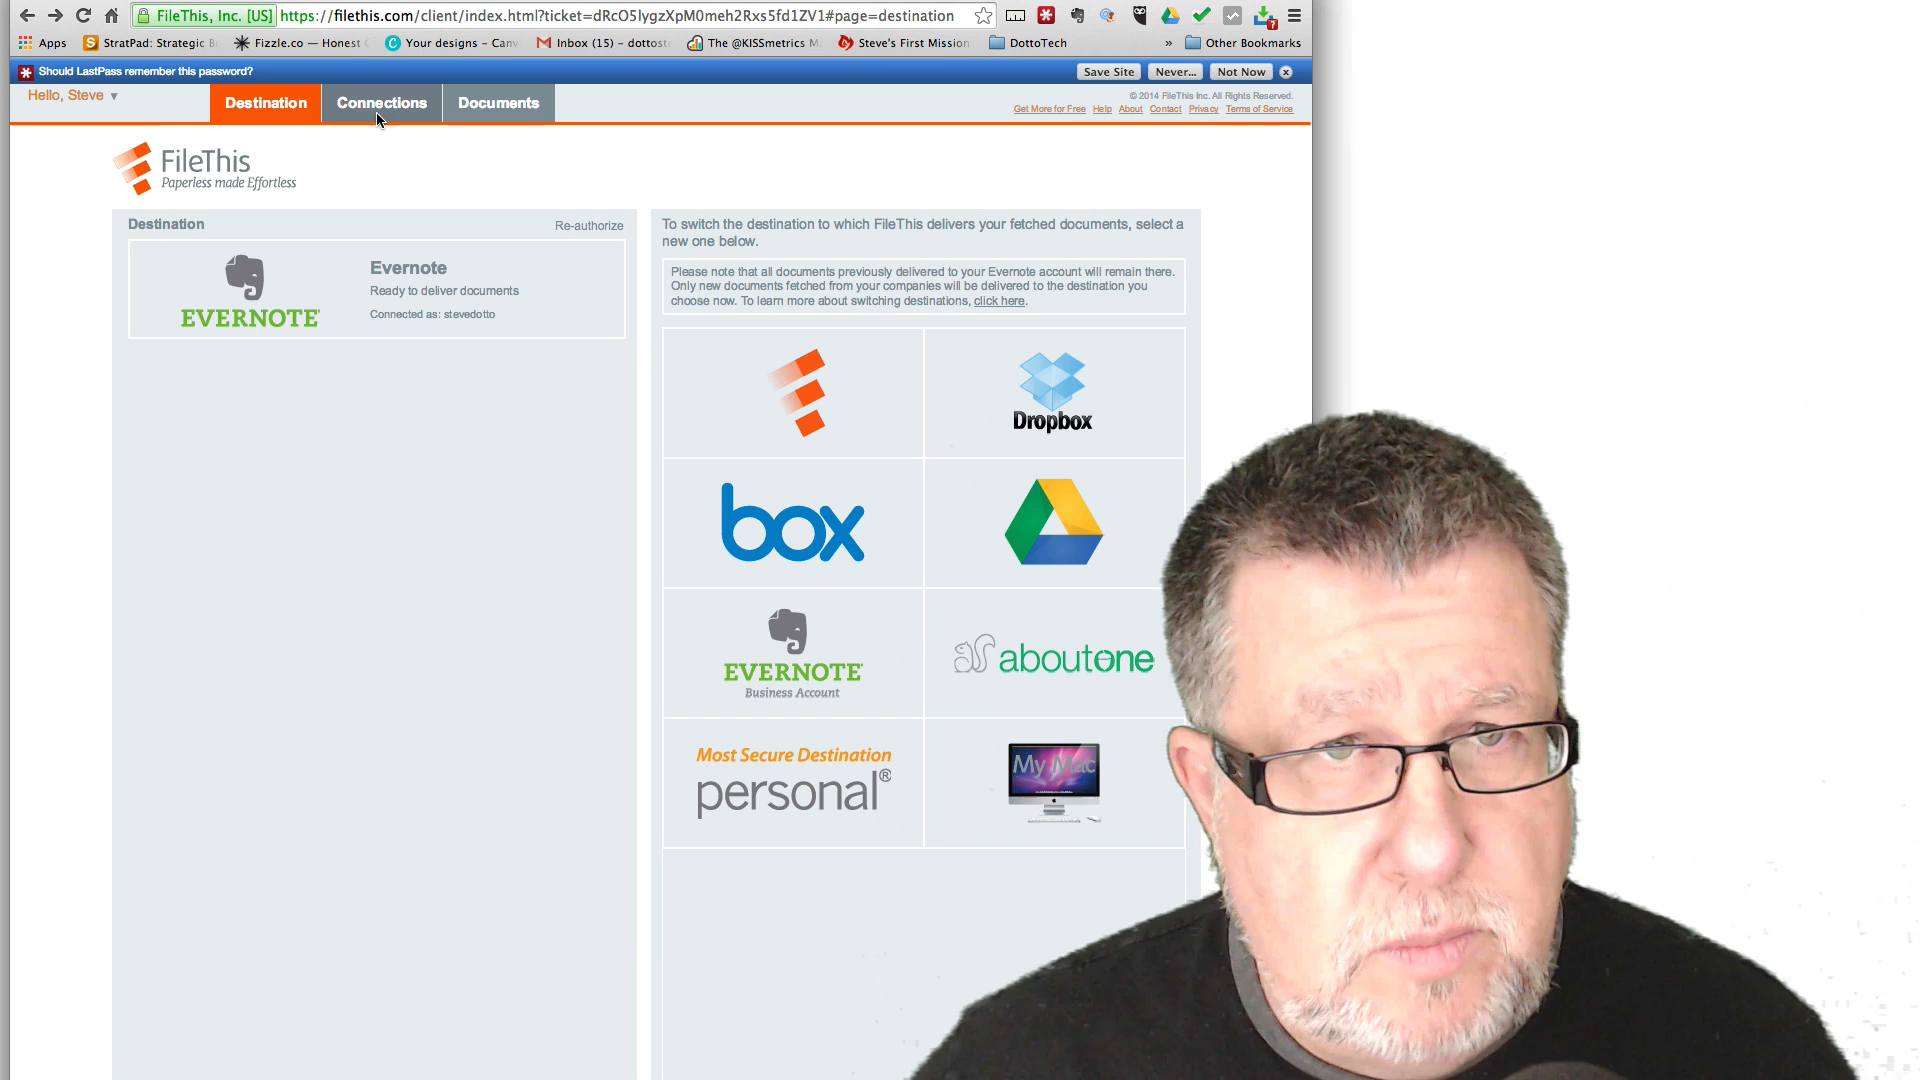 FileThis, Inc. [US] https://filethis.com/client/index.html?ticket=dRcO5lygzXpM0meh2Rxs5fd1ZV1#page=destination
7
Apps StratPad: Strategic B Fizzle.co — Honest Your designs – Canv Inbox (15) – dottoste The @KISSmetrics M Steve's First Mission DottoTech » Other Bookmarks
Should LastPass remember this password? Save Site Never... Not Now x
Hello, Steve Destination Connections Documents
© 2014 FileThis Inc. All Rights Reserved.
Get More for Free Help About Contact Privacy Terms of Service
FileThis
Paperless made Effortless
Destination Re-authorize
EVERNOTE
Evernote
Ready to deliver documents
Connected as: stevedotto
To switch the destination to which FileThis delivers your fetched documents, select a
new one below.
Please note that all documents previously delivered to your Evernote account will remain there.
Only new documents fetched from your companies will be delivered to the destination you
choose now. To learn more about switching destinations, click here.
Dropbox
box
EVERNOTE
Business Account
aboutone
Most Secure Destination
personal®
My Mac